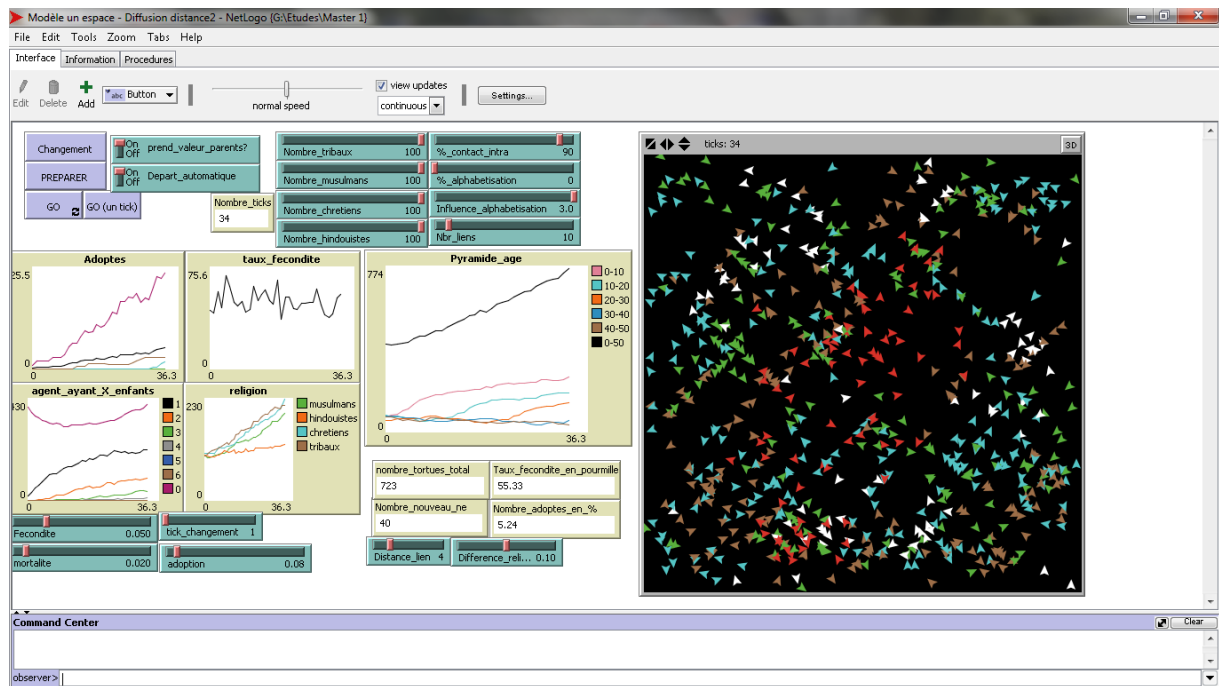 Modèle un espace - Diffusion distance2 - NetLogo {G:\Etudes\Master 1}
File Edit Tools Zoom Tabs Help
Interface Information Procedures
Edit Delete Add abc Button normal speed view updates continuous Settings...
Changement
PREPARER
GO GO (un tick)
On Off prend_valeur_parents?
On Off Depart_automatique
Nombre_ticks
34
Nombre_tribaux 100
Nombre_musulmans 100
Nombre_chretiens 100
Nombre_hindouistes 100
%_contact_intra 90
%_alphabetisation 0
Influence_alphabetisation 3.0
Nbr_liens 10
ticks: 34 3D
Adoptes
25.5
0
0 36.3
taux_fecondite
75.6
0
0 36.3
Pyramide_age
774
0
0 36.3
0-10
10-20
20-30
30-40
40-50
0-50
agent_ayant_X_enfants
330
0
0 36.3
1
2
3
4
5
6
0
religion
230
0
0 36.3
musulmans
hindouistes
chretiens
tribaux
nombre_tortues_total
723
Taux_fecondite_en_pourmille
55.33
Nombre_nouveau_ne
40
Nombre_adoptes_en_%
5.24
Fecondite 0.050
tick_changement 1
mortalite 0.020
adoption 0.08
Distance_lien 4
Difference_reli... 0.10
Command Center Clear
observer>